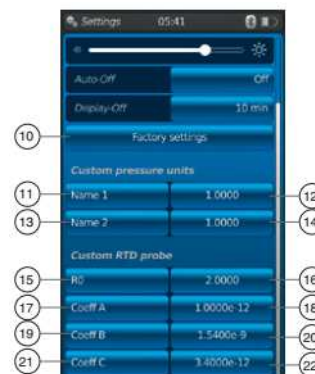 Settings 05:41
Auto-Off Off
Display-Off 10 min
10 Factory settings
Custom pressure units
11 Name 1 1.0000 12
13 Name 2 1.0000 14
Custom RTD probe
15 R0 2.0000 16
17 Coeff A 1.0000e-12 18
19 Coeff B 1.5400e-9 20
21 Coeff C 3.4000e-12 22